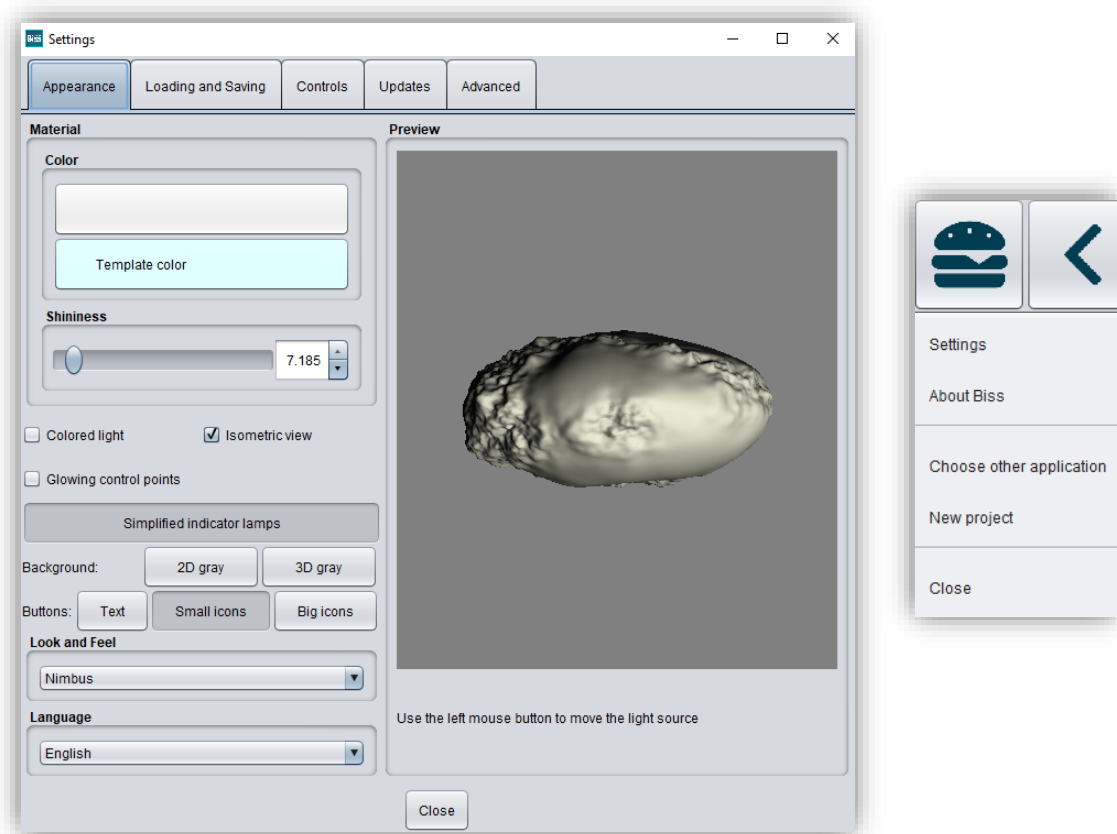 Biss Settings
Appearance Loading and Saving Controls Updates Advanced
Material
Color
Template color
Shininess
7.185
Colored light Isometric view
Glowing control points
Simplified indicator lamps
Background: 2D gray 3D gray
Buttons: Text Small icons Big icons
Look and Feel
Nimbus
Language
English
Preview
Use the left mouse button to move the light source
Close
Settings
About Biss
Choose other application
New project
Close